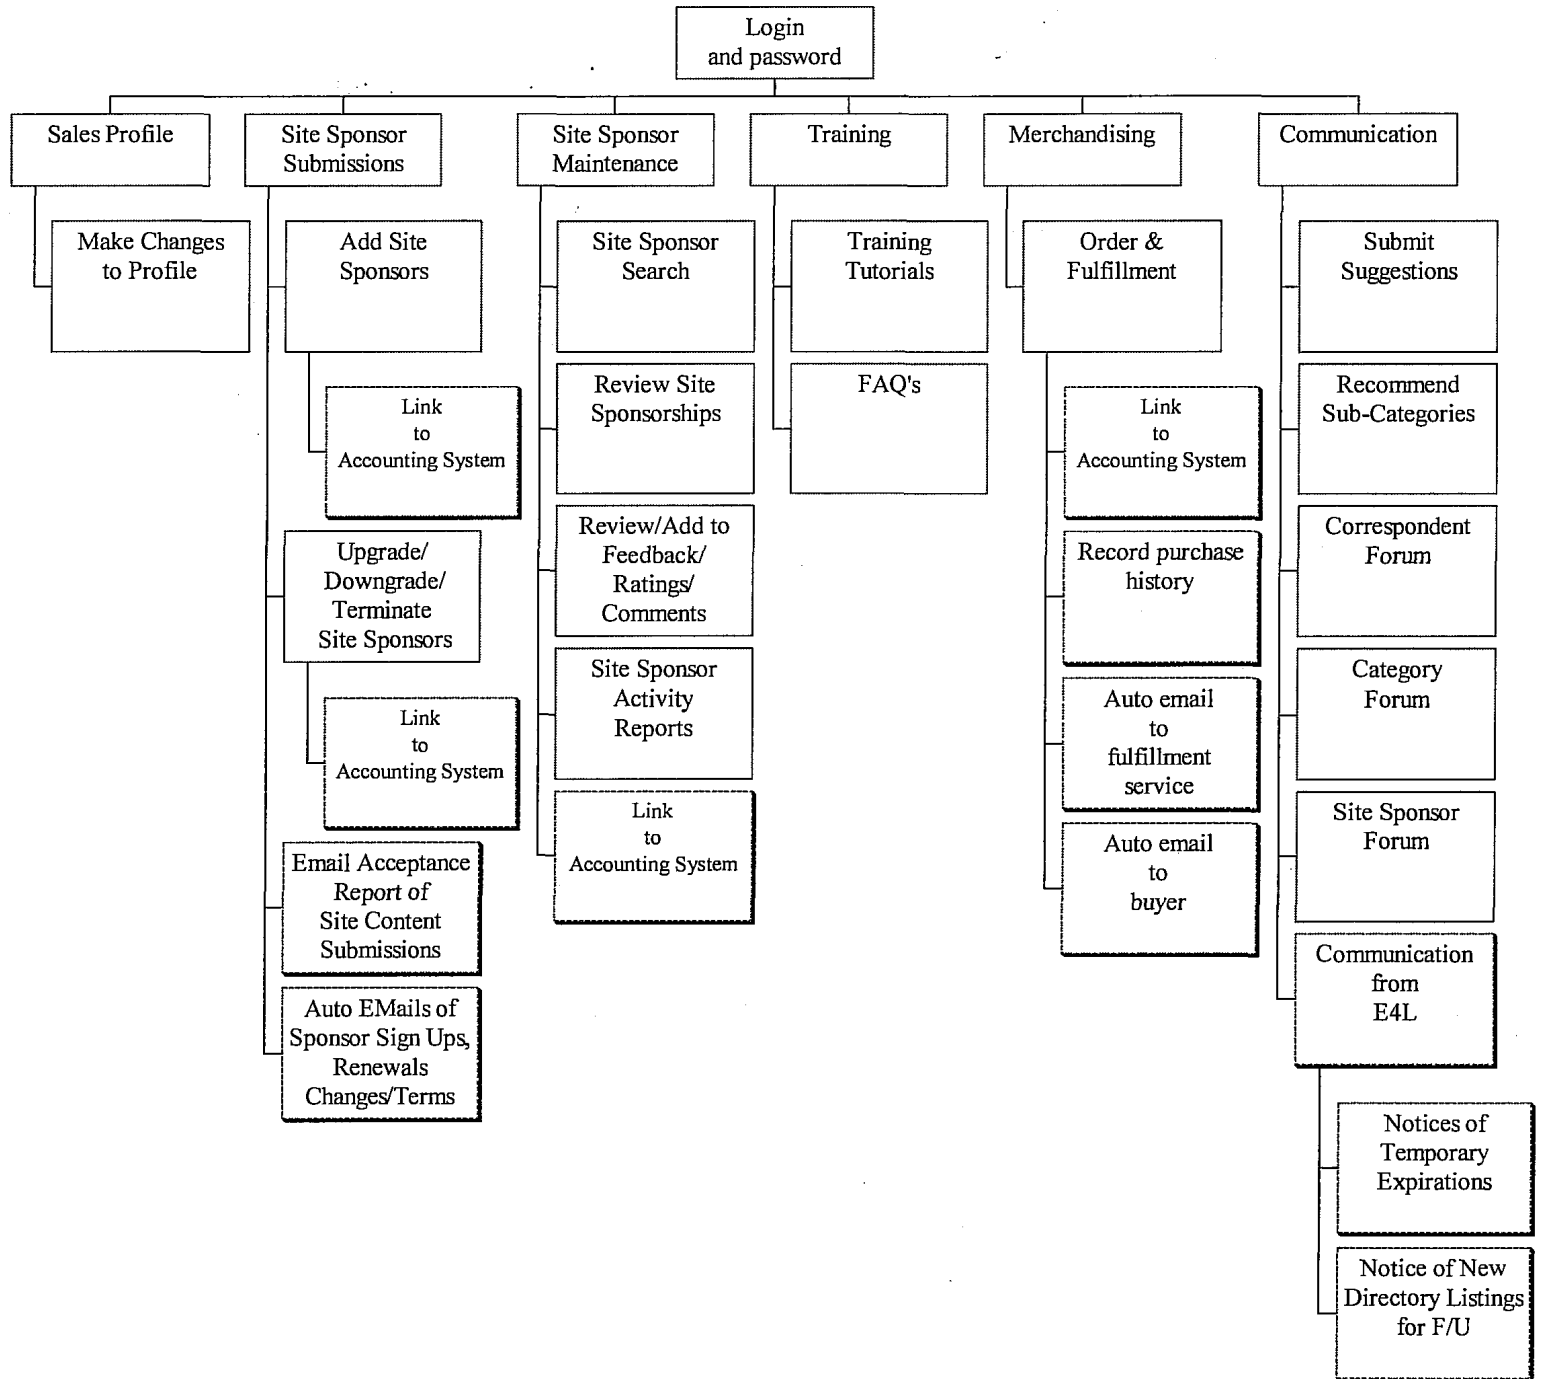 Login
and password
Sales Profile
Make Changes
to Profile
Site Sponsor
Submissions
Add Site
Sponsors
Link
to
Accounting System
Upgrade/
Downgrade/
Terminate
Site Sponsors
Link
to
Accounting System
Email Acceptance
Report of
Site Content
Submissions
Auto EMails of
Sponsor Sign Ups,
Renewals
Changes/Terms
Site Sponsor
Maintenance
Site Sponsor
Search
Review Site
Sponsorships
Review/Add to
Feedback/
Ratings/
Comments
Site Sponsor
Activity
Reports
Link
to
Accounting System
Training
Training
Tutorials
FAQ's
Merchandising
Order &
Fulfillment
Link
to
Accounting System
Record purchase
history
Auto email
to
fulfillment
service
Auto email
to
buyer
Communication
Submit
Suggestions
Recommend
Sub-Categories
Correspondent
Forum
Category
Forum
Site Sponsor
Forum
Communication
from
E4L
Notices of
Temporary
Expirations
Notice of New
Directory Listings
for F/U